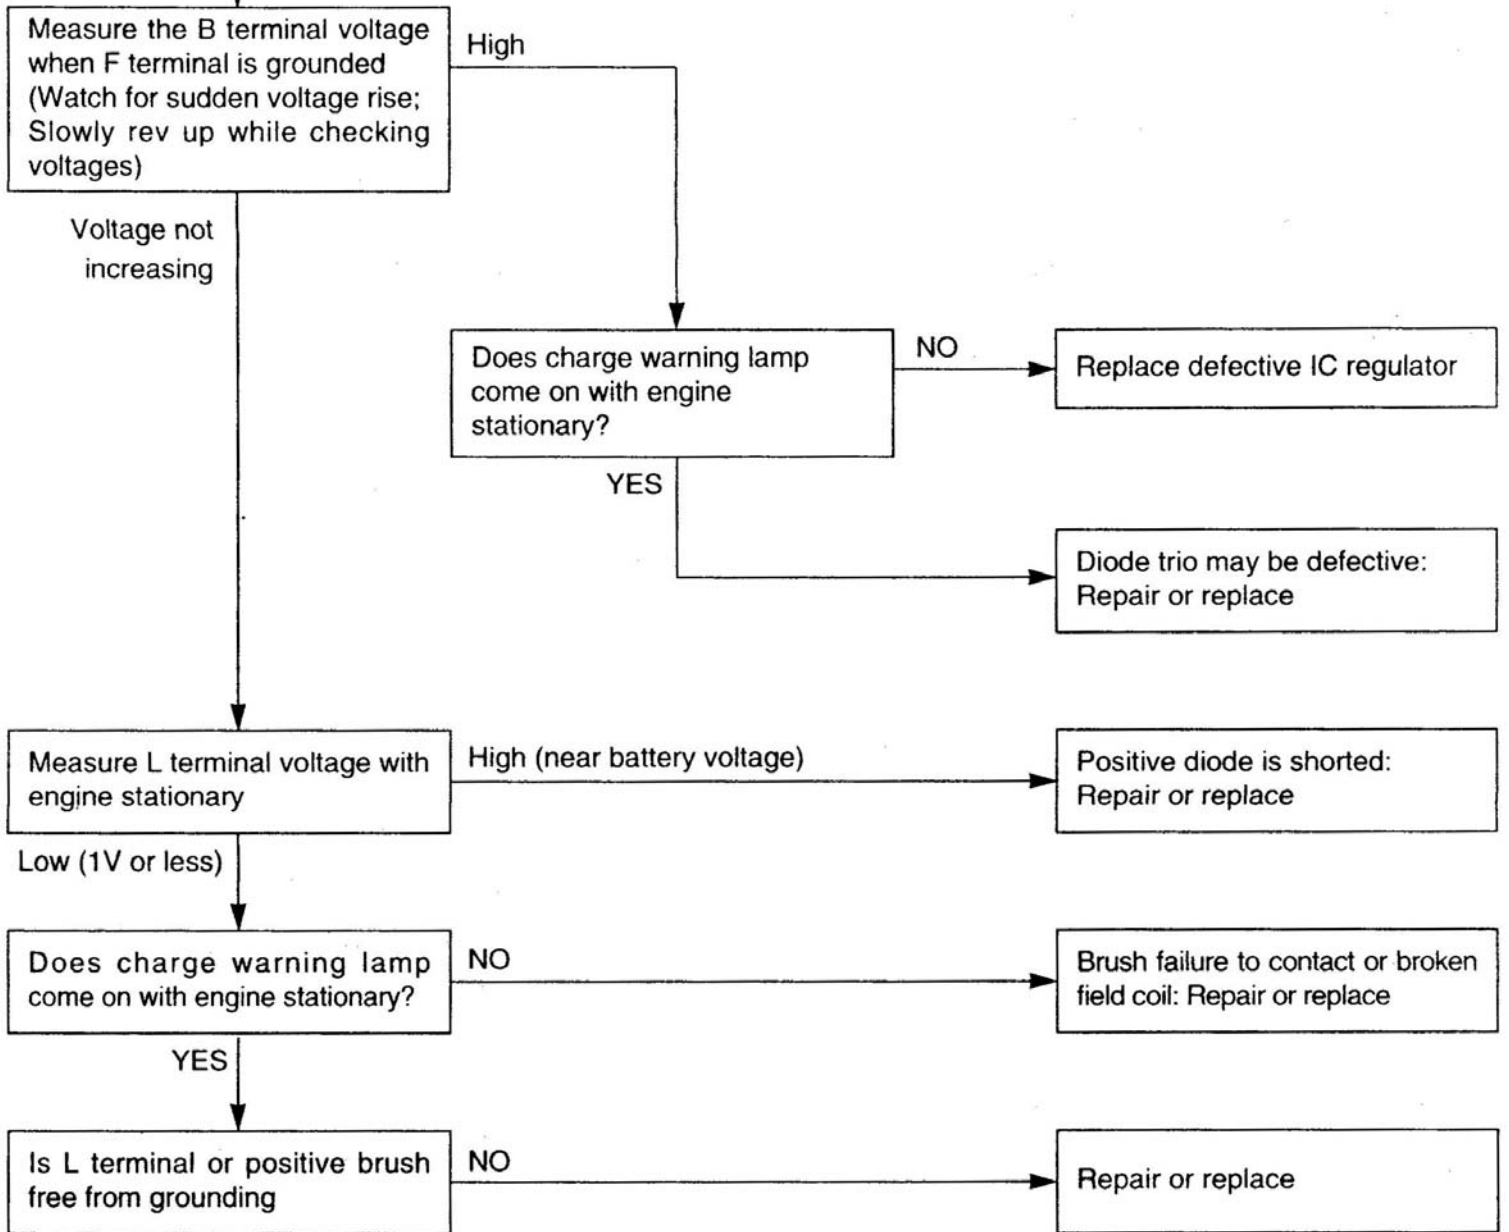 Measure the B terminal voltage
when F terminal is grounded
(Watch for sudden voltage rise;
Slowly rev up while checking
voltages)
High
Voltage not
increasing
Does charge warning lamp
come on with engine
stationary?
NO
Replace defective IC regulator
YES
Diode trio may be defective:
Repair or replace
Measure L terminal voltage with
engine stationary
High (near battery voltage)
Positive diode is shorted:
Repair or replace
Low (1V or less)
Does charge warning lamp
come on with engine stationary?
NO
Brush failure to contact or broken
field coil: Repair or replace
YES
Is L terminal or positive brush
free from grounding
NO
Repair or replace